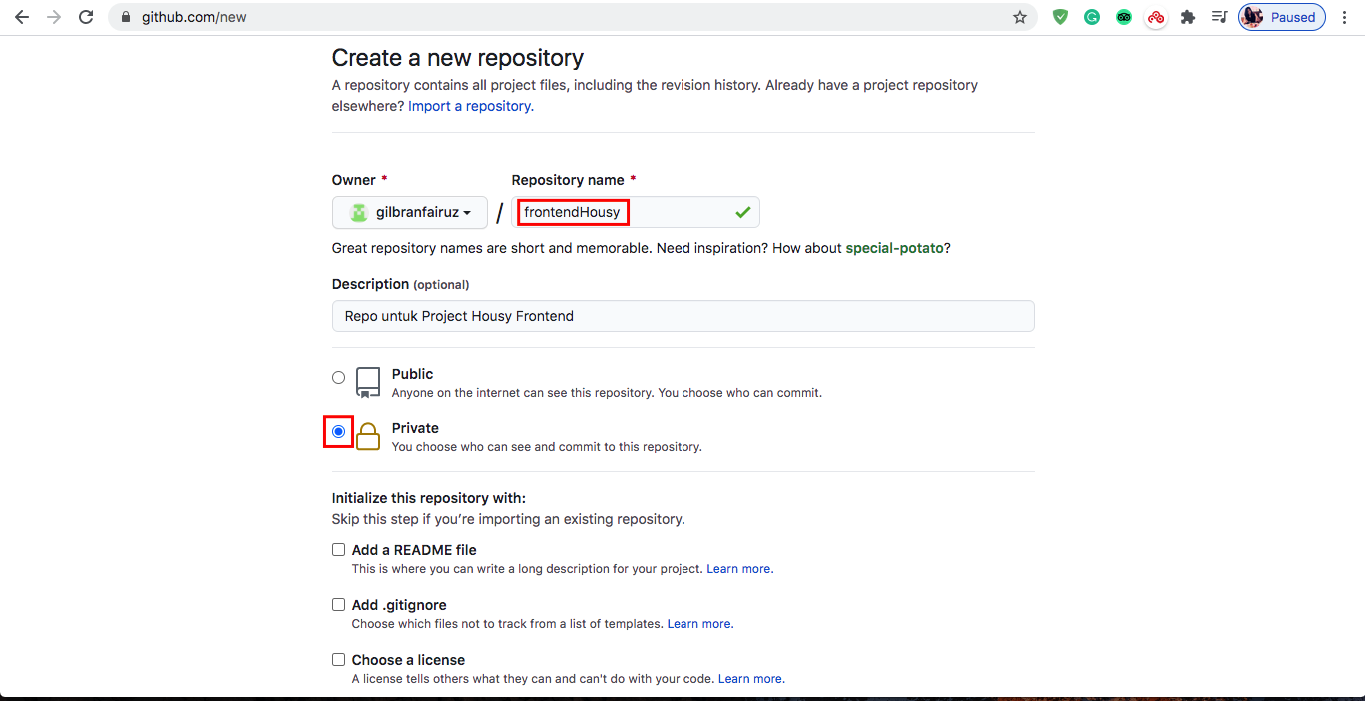 github.com/new
Paused
Create a new repository
A repository contains all project files, including the revision history. Already have a project repository
elsewhere? Import a repository.
Owner * Repository name *
gilbranfairuz / frontendHousy
Great repository names are short and memorable. Need inspiration? How about special-potato?
Description (optional)
Repo untuk Project Housy Frontend
Public
Anyone on the internet can see this repository. You choose who can commit.
Private
You choose who can see and commit to this repository.
Initialize this repository with:
Skip this step if you're importing an existing repository.
Add a README file
This is where you can write a long description for your project. Learn more.
Add .gitignore
Choose which files not to track from a list of templates. Learn more.
Choose a license
A license tells others what they can and can't do with your code. Learn more.